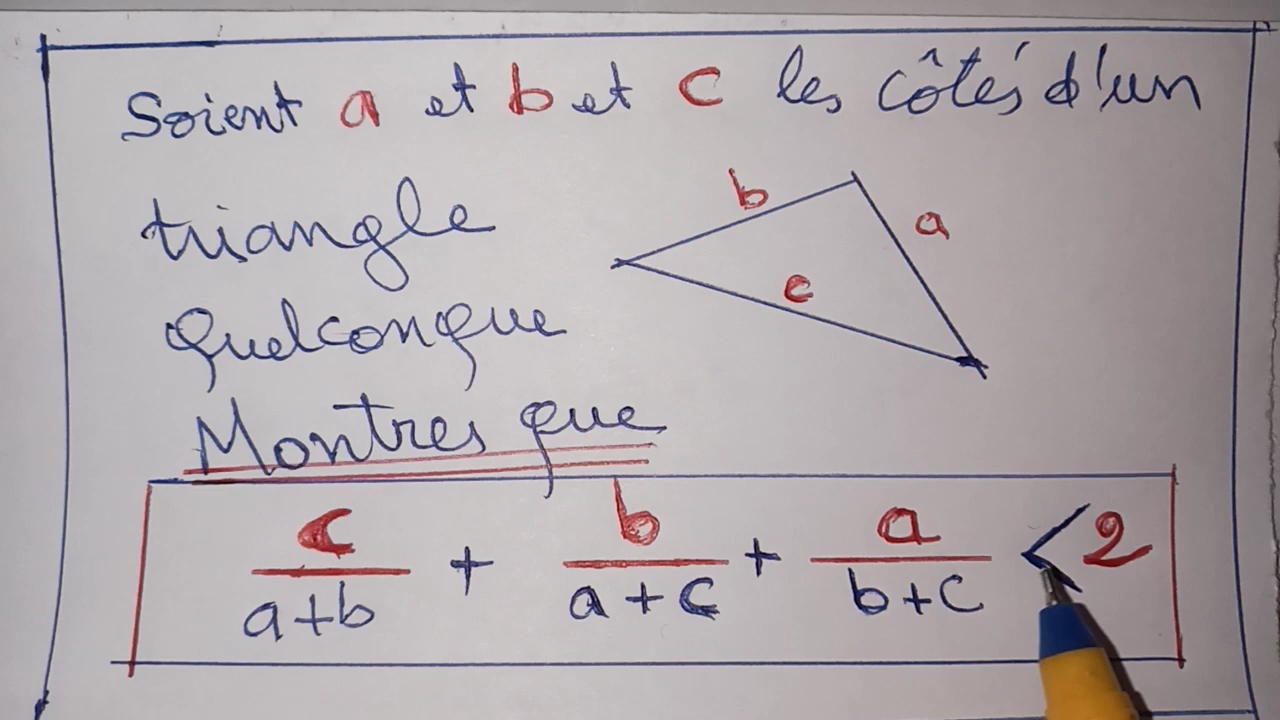 Soient a et b et c les côtés d'un
triangle
b
a
c
Quelconque
Montres que
c/a+b + b/a+c + a/b+c < 2